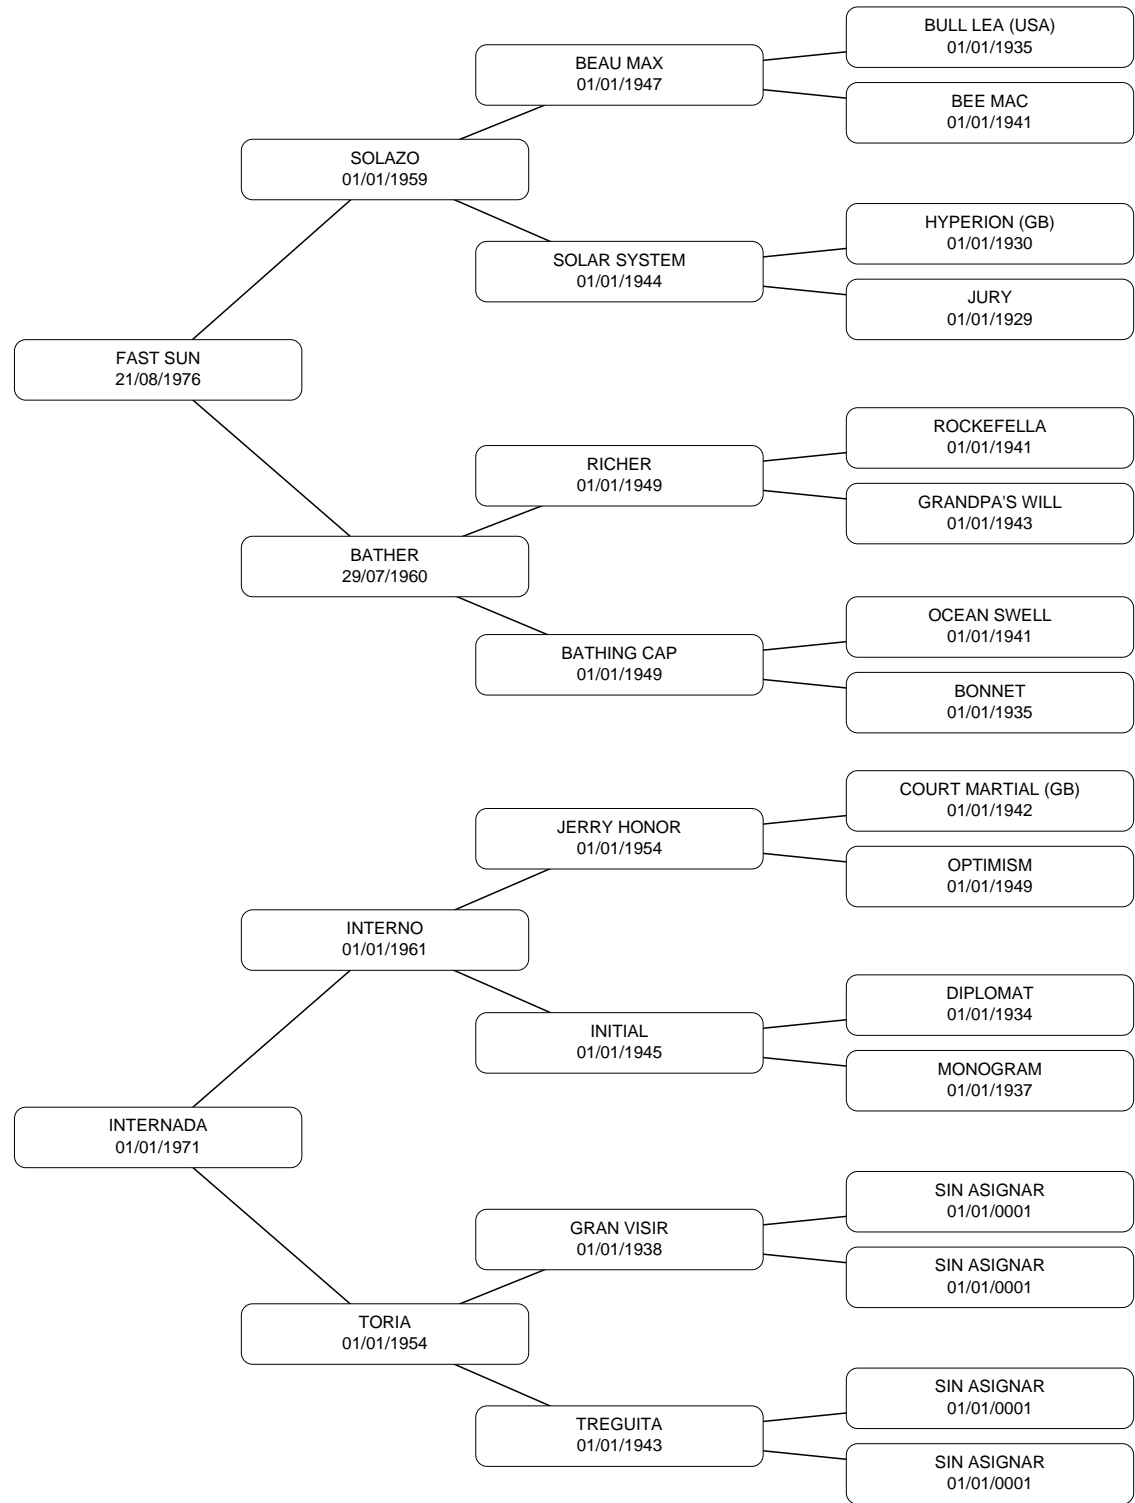 BULL LEA (USA)
01/01/1935
BEAU MAX
01/01/1947
BEE MAC
01/01/1941
SOLAZO
01/01/1959
HYPERION (GB)
01/01/1930
SOLAR SYSTEM
01/01/1944
JURY
01/01/1929
FAST SUN
21/08/1976
ROCKEFELLA
01/01/1941
RICHER
01/01/1949
GRANDPA'S WILL
01/01/1943
BATHER
29/07/1960
OCEAN SWELL
01/01/1941
BATHING CAP
01/01/1949
BONNET
01/01/1935
COURT MARTIAL (GB)
01/01/1942
JERRY HONOR
01/01/1954
OPTIMISM
01/01/1949
INTERNO
01/01/1961
DIPLOMAT
01/01/1934
INITIAL
01/01/1945
MONOGRAM
01/01/1937
INTERNADA
01/01/1971
SIN ASIGNAR
01/01/0001
GRAN VISIR
01/01/1938
SIN ASIGNAR
01/01/0001
TORIA
01/01/1954
SIN ASIGNAR
01/01/0001
TREGUITA
01/01/1943
SIN ASIGNAR
01/01/0001